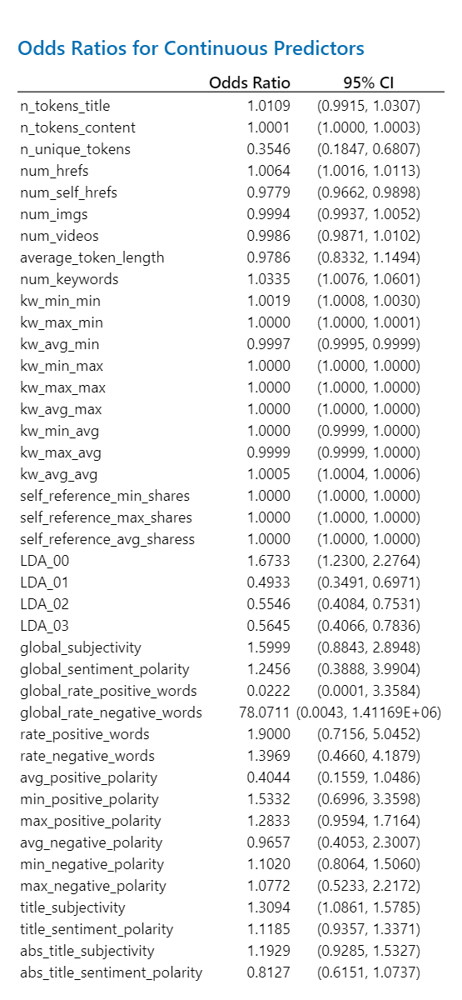 Odds Ratios for Continuous Predictors
Odds Ratio 95% CI
n_tokens_title 1.0109 (0.9915, 1.0307)
n_tokens_content 1.0001 (1.0000, 1.0003)
n_unique_tokens 0.3546 (0.1847, 0.6807)
num_hrefs 1.0064 (1.0016, 1.0113)
num_self_hrefs 0.9779 (0.9662, 0.9898)
num_imgs 0.9994 (0.9937, 1.0052)
num_videos 0.9986 (0.9871, 1.0102)
average_token_length 0.9786 (0.8332, 1.1494)
num_keywords 1.0335 (1.0076, 1.0601)
kw_min_min 1.0019 (1.0008, 1.0030)
kw_max_min 1.0000 (1.0000, 1.0001)
kw_avg_min 0.9997 (0.9995, 0.9999)
kw_min_max 1.0000 (1.0000, 1.0000)
kw_max_max 1.0000 (1.0000, 1.0000)
kw_avg_max 1.0000 (1.0000, 1.0000)
kw_min_avg 1.0000 (0.9999, 1.0000)
kw_max_avg 0.9999 (0.9999, 1.0000)
kw_avg_avg 1.0005 (1.0004, 1.0006)
self_reference_min_shares 1.0000 (1.0000, 1.0000)
self_reference_max_shares 1.0000 (1.0000, 1.0000)
self_reference_avg_sharess 1.0000 (1.0000, 1.0000)
LDA_00 1.6733 (1.2300, 2.2764)
LDA_01 0.4933 (0.3491, 0.6971)
LDA_02 0.5546 (0.4084, 0.7531)
LDA_03 0.5645 (0.4066, 0.7836)
global_subjectivity 1.5999 (0.8843, 2.8948)
global_sentiment_polarity 1.2456 (0.3888, 3.9904)
global_rate_positive_words 0.0222 (0.0001, 3.3584)
global_rate_negative_words 78.0711 (0.0043, 1.41169E+06)
rate_positive_words 1.9000 (0.7156, 5.0452)
rate_negative_words 1.3969 (0.4660, 4.1879)
avg_positive_polarity 0.4044 (0.1559, 1.0486)
min_positive_polarity 1.5332 (0.6996, 3.3598)
max_positive_polarity 1.2833 (0.9594, 1.7164)
avg_negative_polarity 0.9657 (0.4053, 2.3007)
min_negative_polarity 1.1020 (0.8064, 1.5060)
max_negative_polarity 1.0772 (0.5233, 2.2172)
title_subjectivity 1.3094 (1.0861, 1.5785)
title_sentiment_polarity 1.1185 (0.9357, 1.3371)
abs_title_subjectivity 1.1929 (0.9285, 1.5327)
abs_title_sentiment_polarity 0.8127 (0.6151, 1.0737)